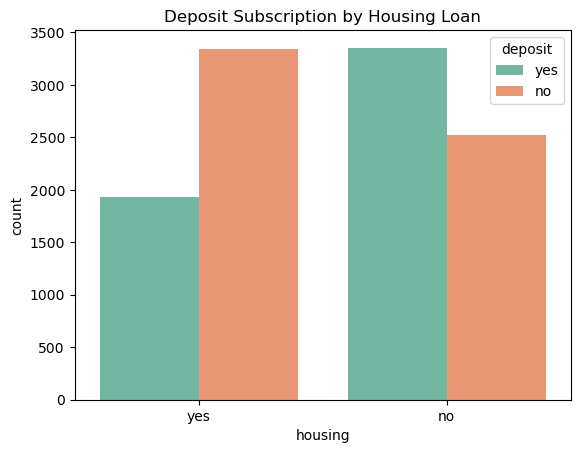 Deposit Subscription by Housing Loan
deposit
yes
no
3500
3000
2500
2000
1500
1000
500
0
count
yes
no
housing